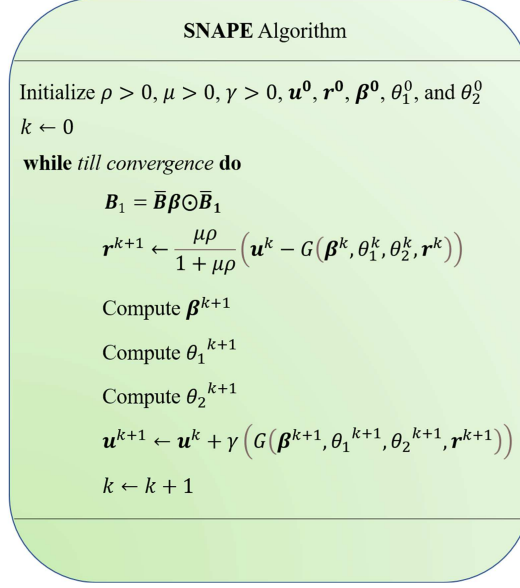 SNAPE Algorithm
Initialize ρ > 0, μ > 0, γ > 0, u⁰, r⁰, β⁰, θ₁⁰, and θ₂⁰
k ← 0
while till convergence do
B₁ = B̅β⊙B̅₁
r^{k+1} ← \frac{μρ}{1 + μρ} (u^k − G(β^k, θ₁^k, θ₂^k, r^k))
Compute β^{k+1}
Compute θ₁^{k+1}
Compute θ₂^{k+1}
u^{k+1} ← u^k + γ (G(β^{k+1}, θ₁^{k+1}, θ₂^{k+1}, r^{k+1}))
k ← k + 1